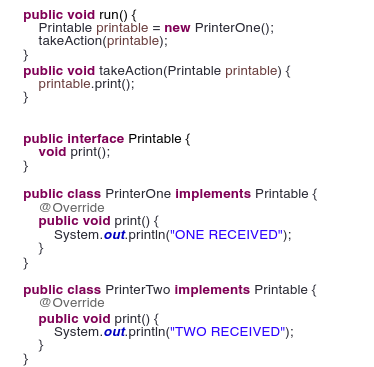 public void run() {
Printable printable = new PrinterOne();
takeAction(printable);
}
public void takeAction(Printable printable) {
printable.print();
}
public interface Printable {
void print();
}
public class PrinterOne implements Printable {
@Override
public void print() {
System.out.println("ONE RECEIVED");
}
}
public class PrinterTwo implements Printable {
@Override
public void print() {
System.out.println("TWO RECEIVED");
}
}